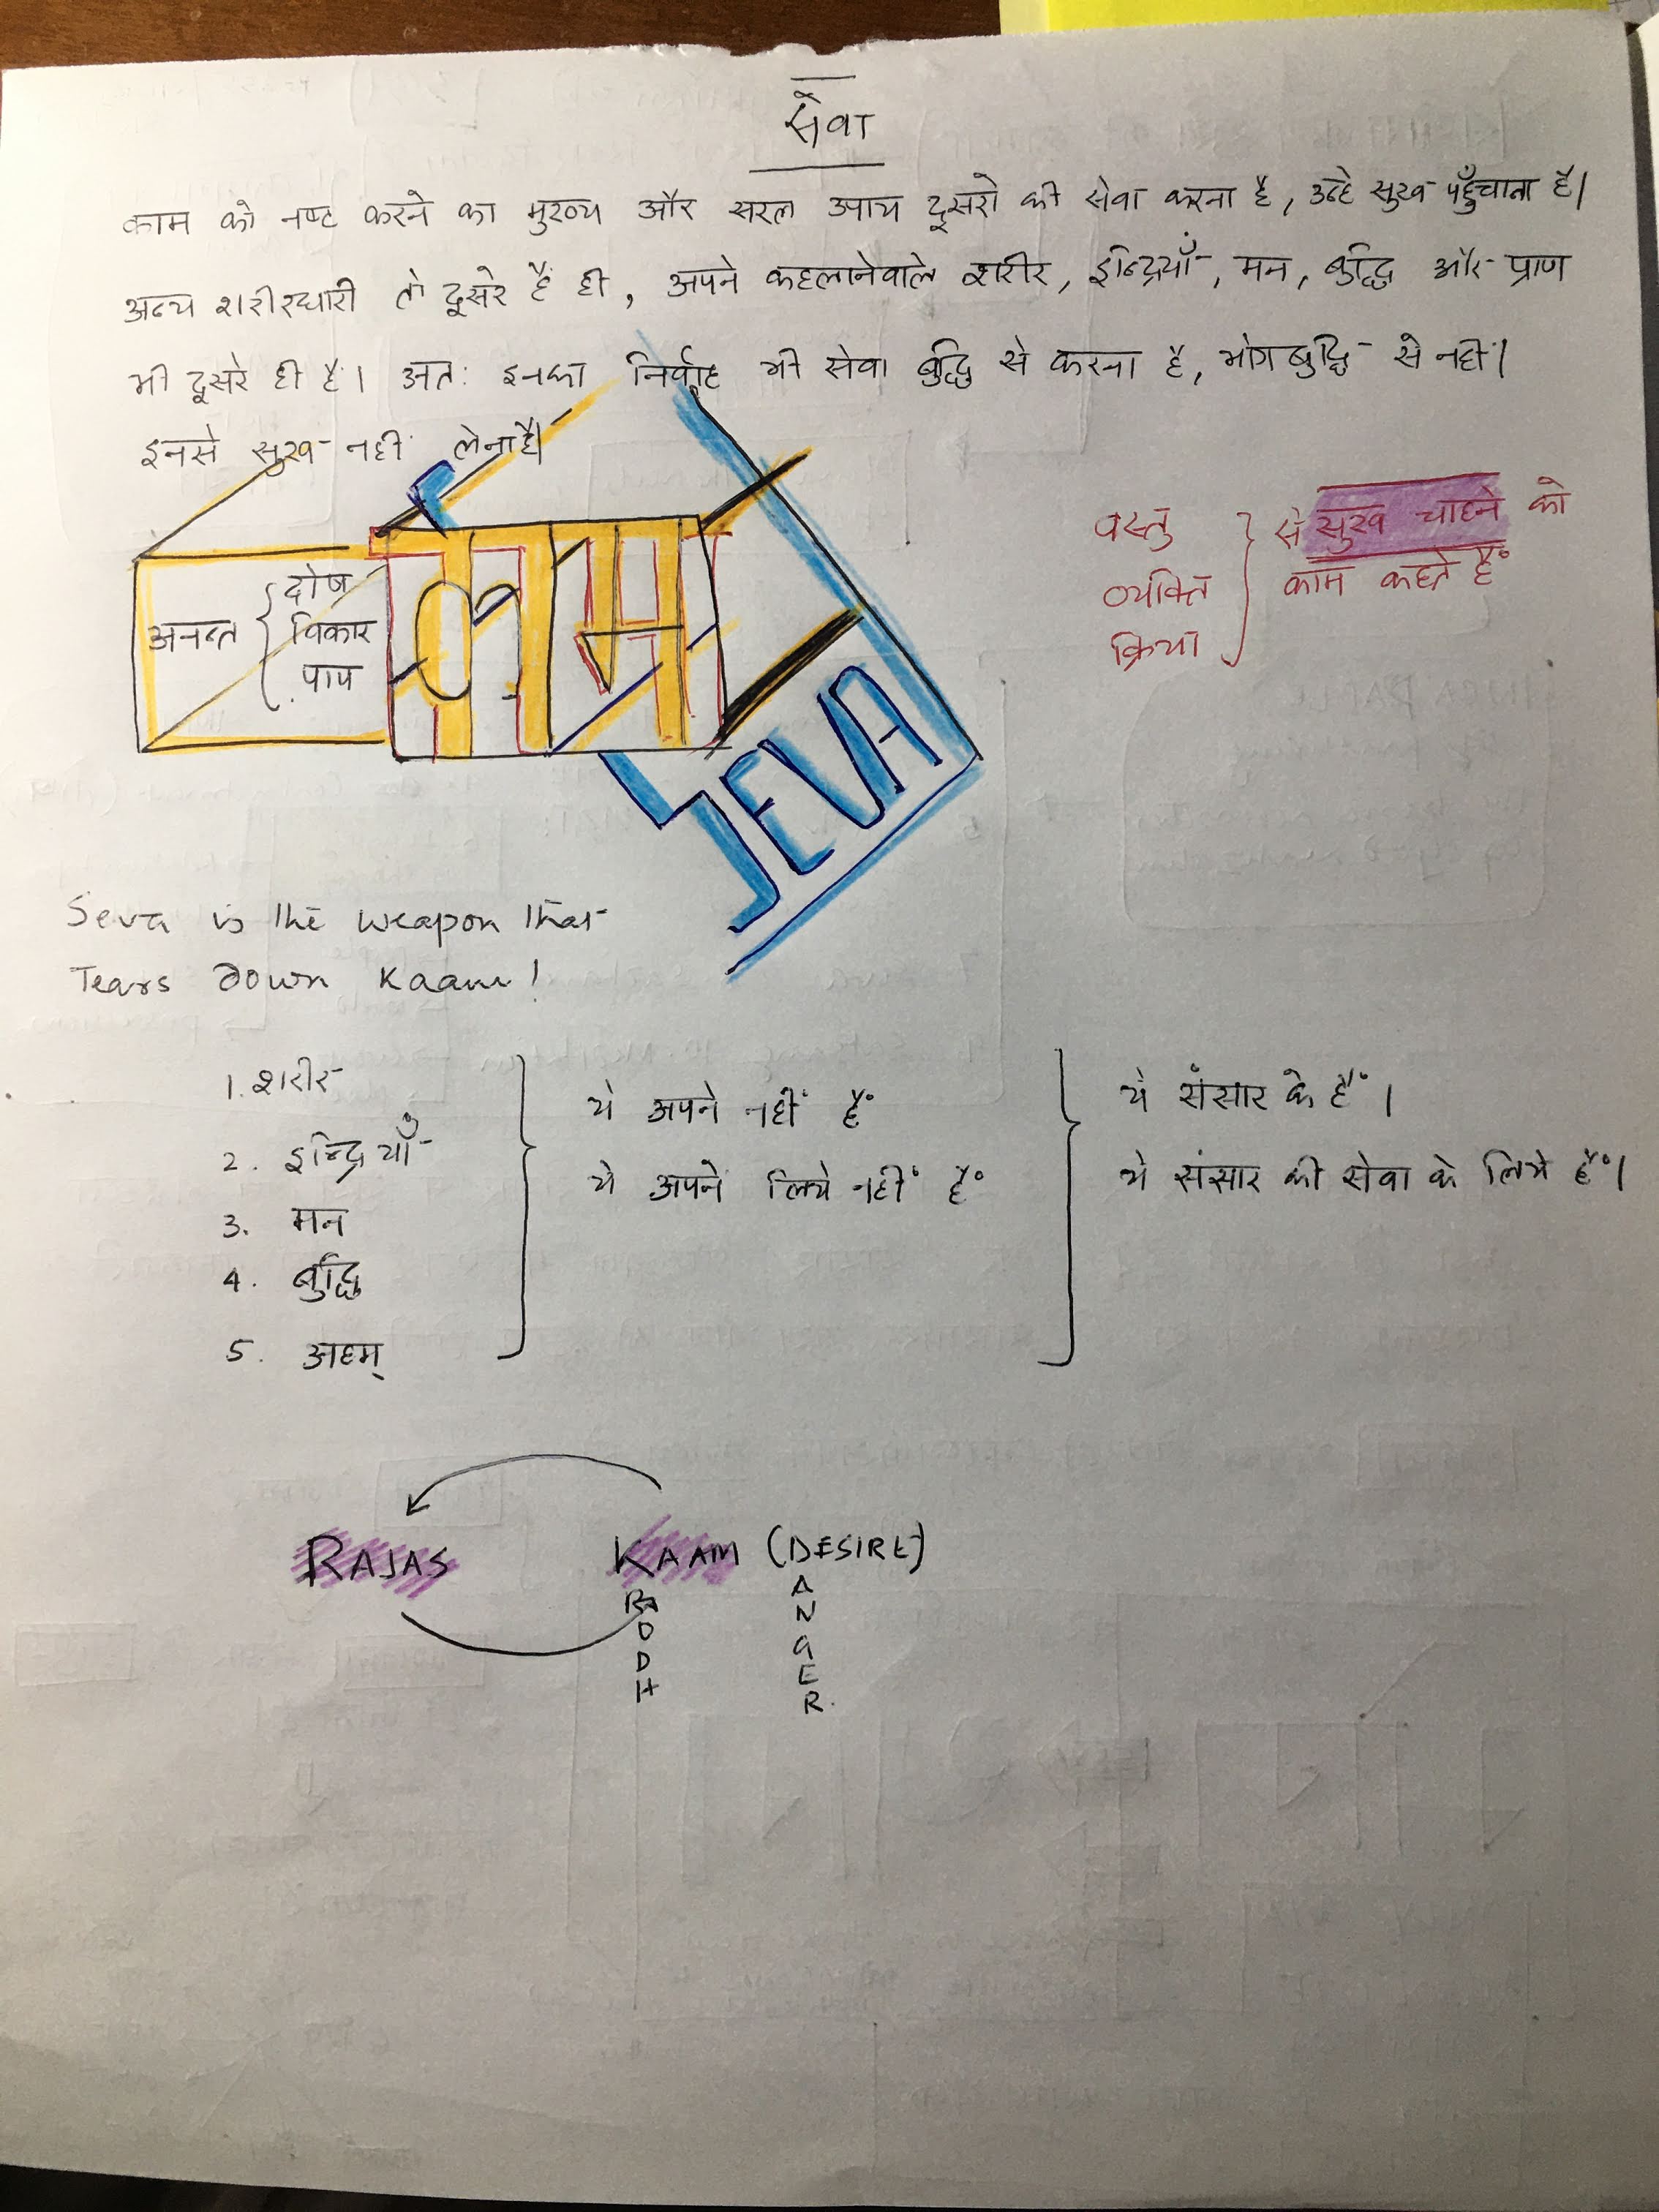 सेवा
काम को नष्ट करने का मुख्य और सरल उपाय दूसरो की सेवा करना है, उन्हे सुख पहुँचाना है।
अन्य शरीरधारी तो दूसरे हैं ही, अपने कहलानेवाले शरीर, इन्द्रियाँ, मन, बुद्धि और प्राण
भी दूसरे ही है। अतः इनका निर्वाह भी सेवा बुद्धि से करना है, भोगबुद्धि से नहीं।
इनसे सुख नहीं लेना है।
वस्तु
व्यक्ति
क्रिया
से सुख चाहने को
काम कहते हैं
अनन्त
दोष
विकार
पाप
काम
SEVA
Seva is the weapon that
Tears down Kaam!
1. शरीर
2. इन्द्रियाँ
3. मन
4. बुद्धि
5. अहम्
ये अपने नहीं हैं
ये अपने लिये नहीं हैं
ये संसार के हैं।
ये संसार की सेवा के लिये हैं।
RAJAS KAAM (DESIRE)
R
O
D
H
A
N
G
E
R.